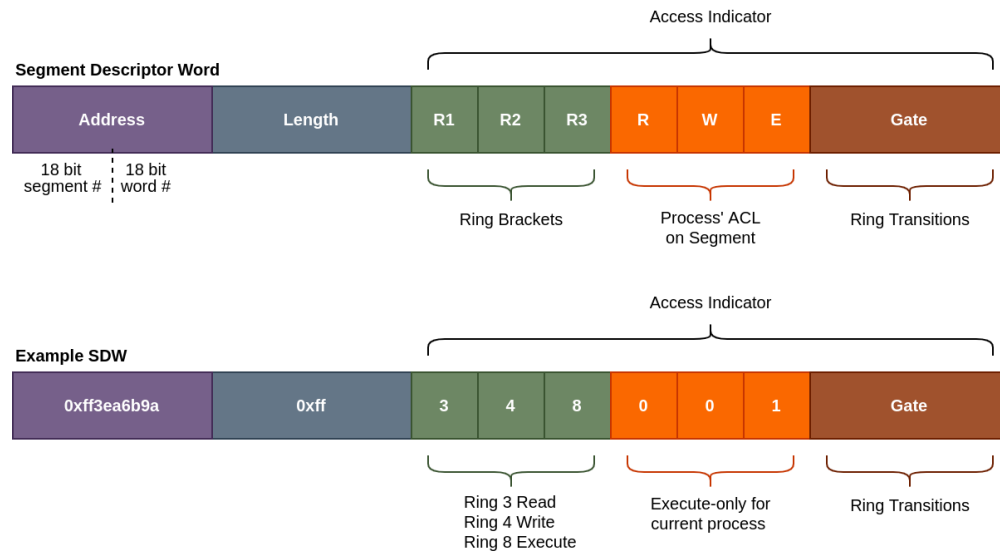 Access Indicator
Segment Descriptor Word
Address Length R1 R2 R3 R W E Gate
18 bit 18 bit
segment # word #
Ring Brackets
Process' ACL
on Segment
Ring Transitions
Access Indicator
Example SDW
0xff3ea6b9a 0xff 3 4 8 0 0 1 Gate
Ring 3 Read
Ring 4 Write
Ring 8 Execute
Execute-only for
current process
Ring Transitions